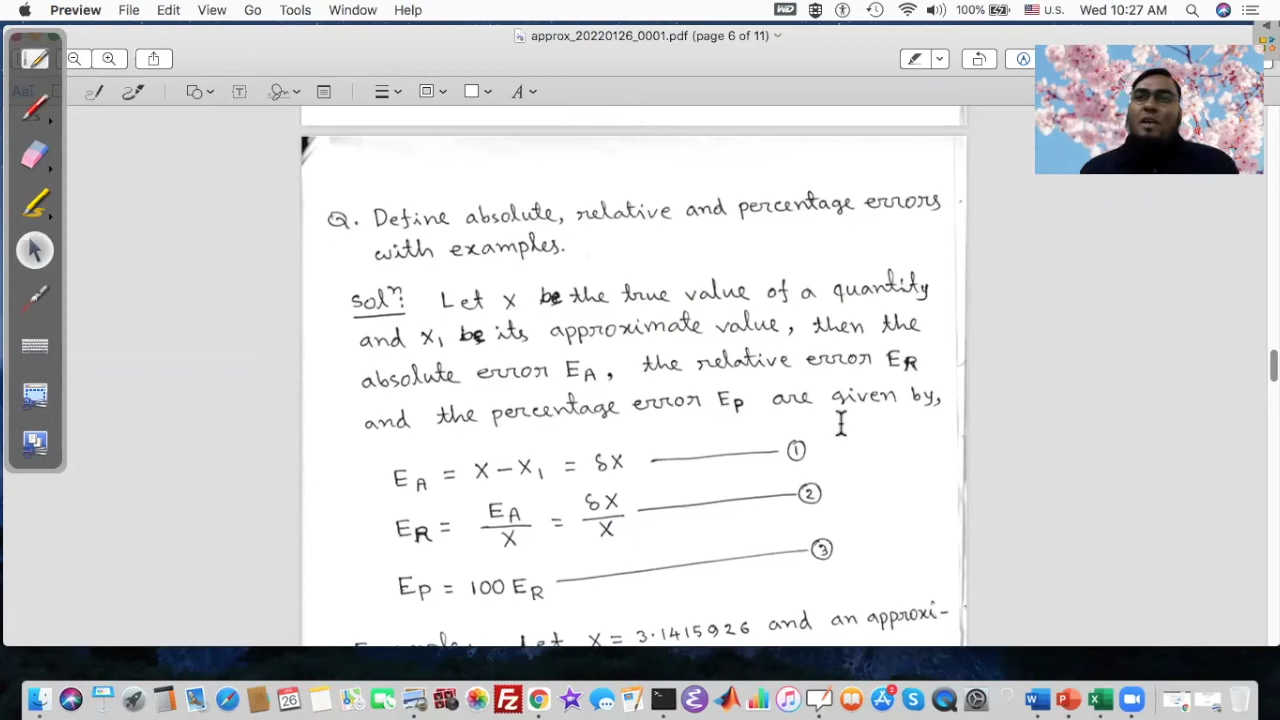 Preview File Edit View Go Tools Window Help 100% U.S. Wed 10:27 AM
approx_20220126_0001.pdf (page 6 of 11)
Q. Define absolute, relative and percentage errors
with examples.
Solⁿ: Let X be the true value of a quantity
and X₁ be its approximate value, then the
absolute error E_A, the relative error E_R
and the percentage error E_P are given by,
E_A = X - X₁ = δX ——— ①
E_R = E_A/X = δX/X ——— ②
E_P = 100 E_R ——— ③
Let X = 3.1415926 and an approxi-